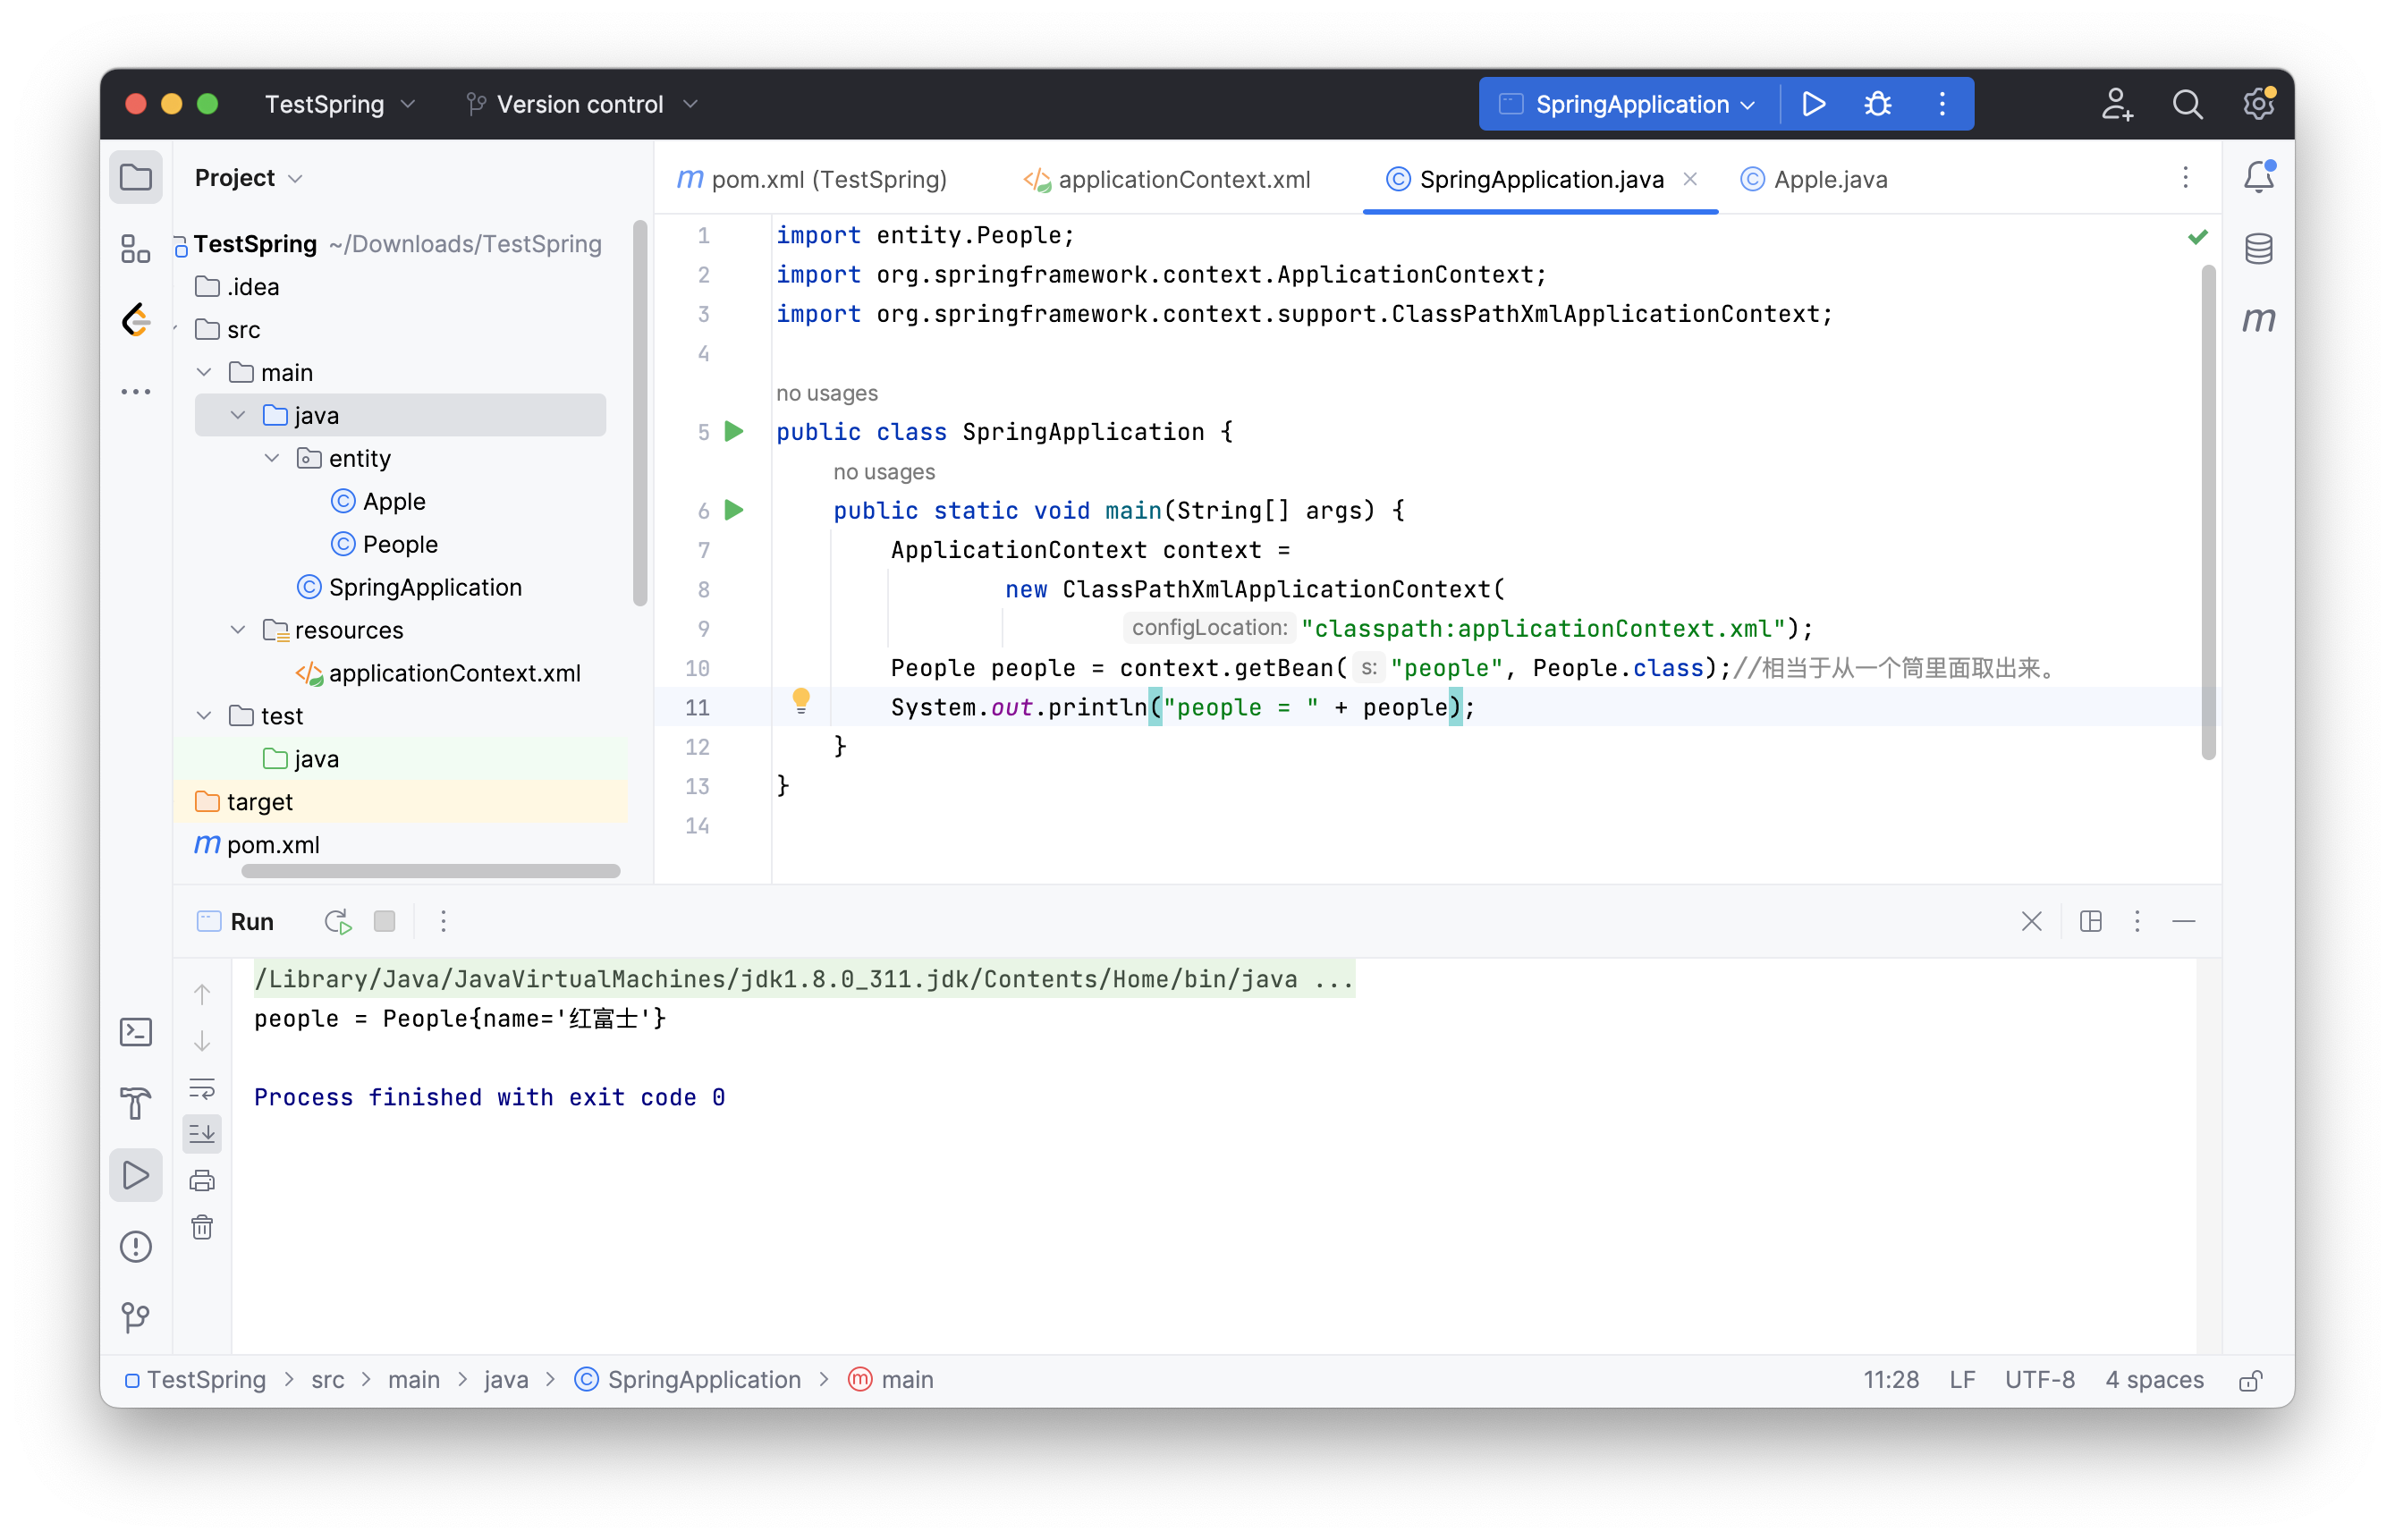 TestSpring
Version control
SpringApplication
Project
TestSpring ~/Downloads/TestSpring
.idea
src
main
java
entity
Apple
People
SpringApplication
resources
applicationContext.xml
test
java
target
pom.xml
pom.xml (TestSpring)
applicationContext.xml
SpringApplication.java
Apple.java
1 import entity.People;
2 import org.springframework.context.ApplicationContext;
3 import org.springframework.context.support.ClassPathXmlApplicationContext;
4
no usages
5 public class SpringApplication {
no usages
6 public static void main(String[] args) {
7 ApplicationContext context =
8 new ClassPathXmlApplicationContext(
9 configLocation: "classpath:applicationContext.xml");
10 People people = context.getBean( s: "people", People.class);//相当于从一个筒里面取出来。
11 System.out.println("people = " + people);
12 }
13 }
14
Run
/Library/Java/JavaVirtualMachines/jdk1.8.0_311.jdk/Contents/Home/bin/java ...
people = People{name='红富士'}
Process finished with exit code 0
TestSpring > src > main > java > SpringApplication > main
11:28 LF UTF-8 4 spaces